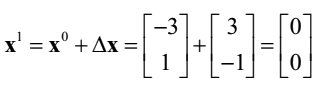 x¹ = x⁰ + Δx = [−3 1] + [3 −1] = [0 0]